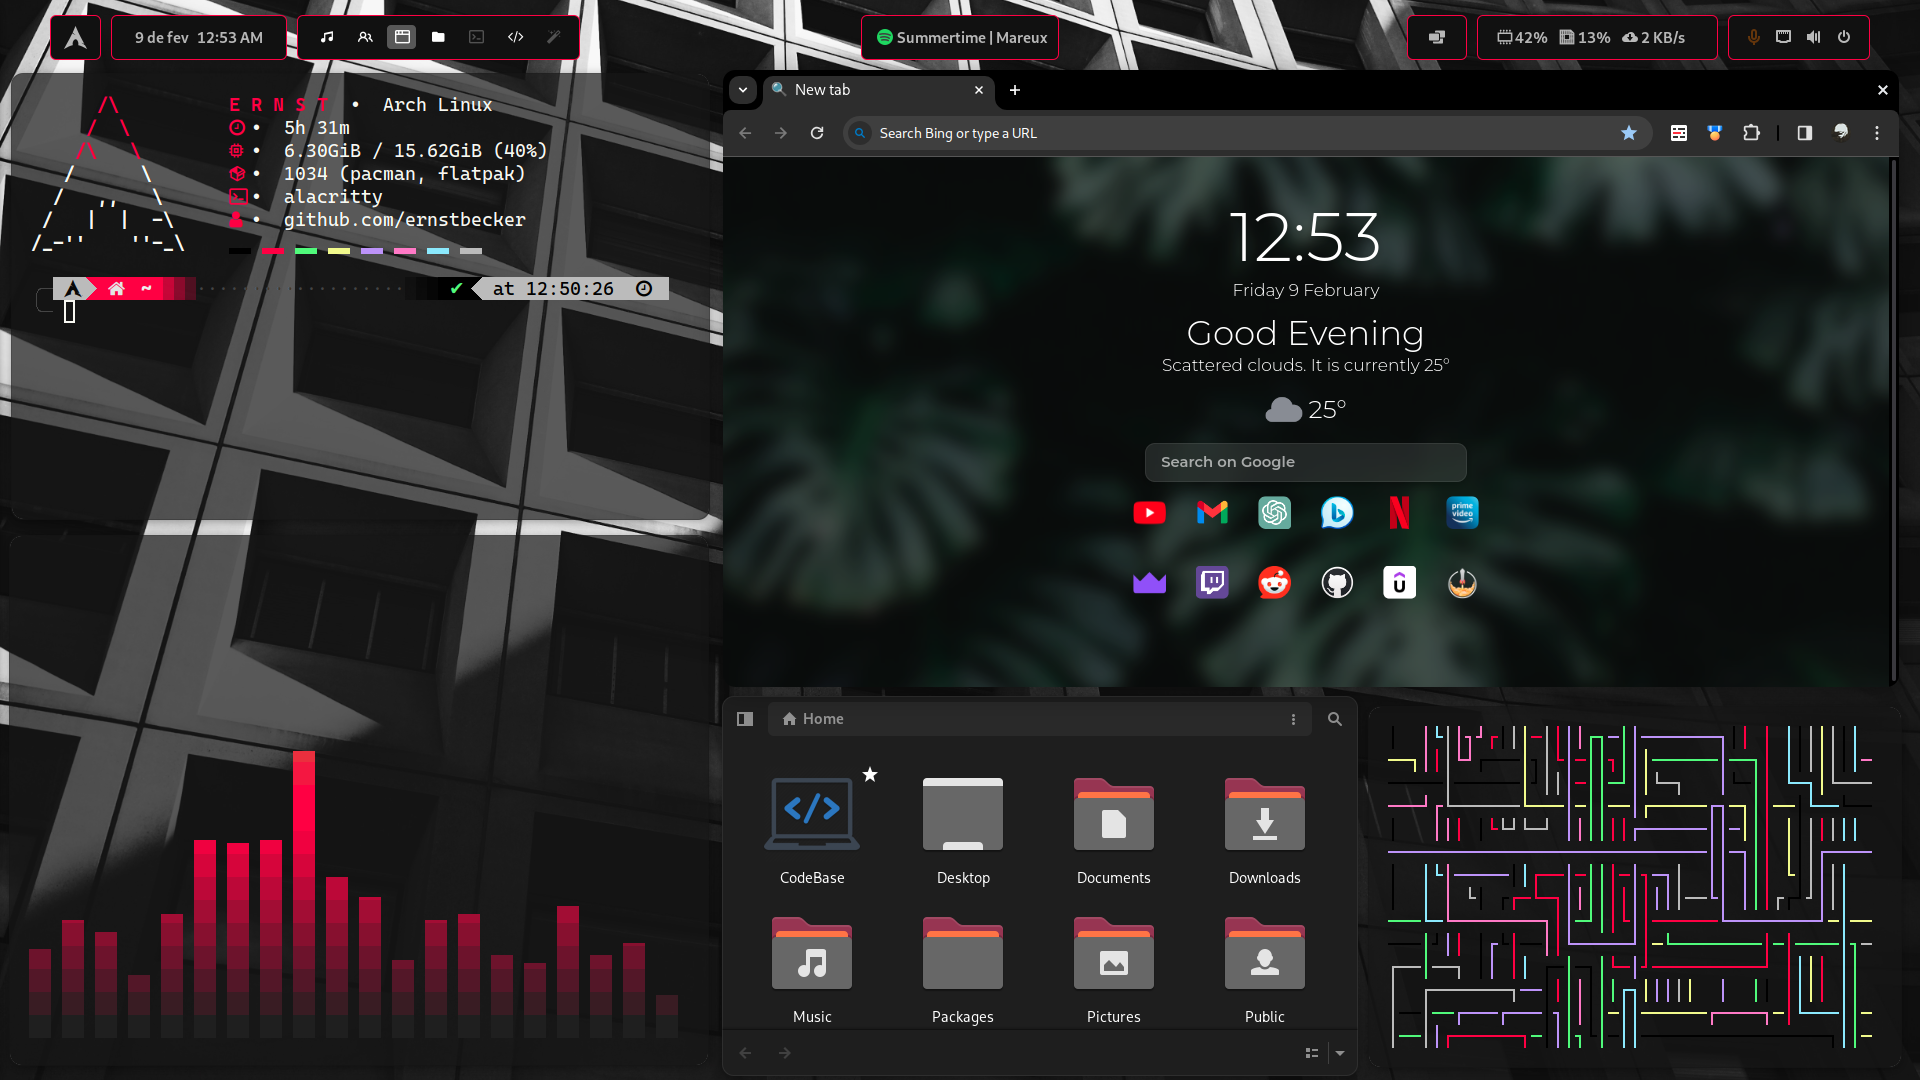 9 de fev 12:53 AM
Summertime | Mareux
42% 13% 2 KB/s
E R N S T • Arch Linux
• 5h 31m
• 6.30GiB / 15.62GiB (40%)
• 1034 (pacman, flatpak)
• alacritty
• github.com/ernstbecker
~ ✔ at 12:50:26
New tab
Search Bing or type a URL
12:53
Friday 9 February
Good Evening
Scattered clouds. It is currently 25°
25°
Search on Google
prime video
Home
CodeBase Desktop Documents Downloads
Music Packages Pictures Public